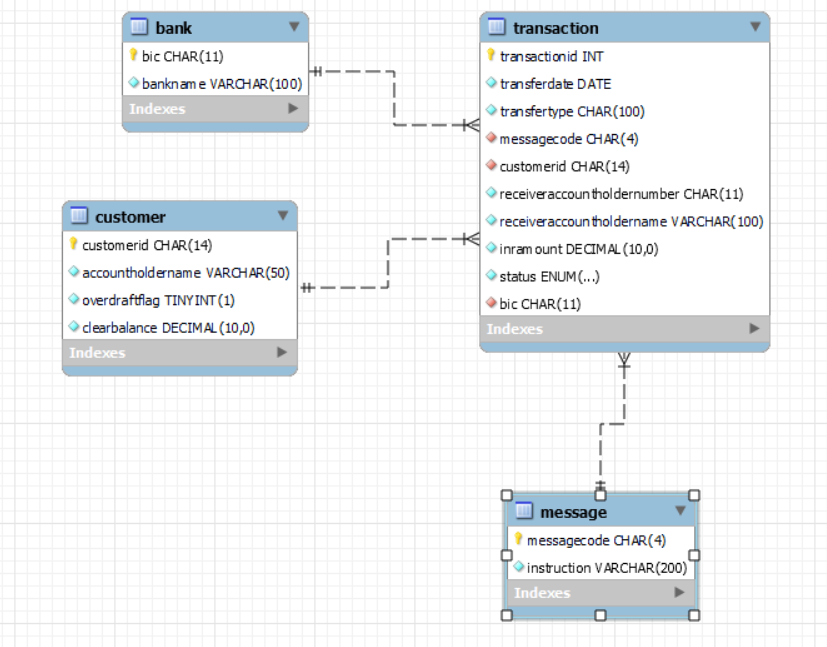 bank
bic CHAR(11)
bankname VARCHAR(100)
Indexes
transaction
transactionid INT
transferdate DATE
transfertype CHAR(100)
messagecode CHAR(4)
customerid CHAR(14)
receiveraccountholdernumber CHAR(11)
receiveraccountholdername VARCHAR(100)
inramount DECIMAL(10,0)
status ENUM(...)
bic CHAR(11)
Indexes
customer
customerid CHAR(14)
accountholdername VARCHAR(50)
overdraftflag TINYINT(1)
clearbalance DECIMAL(10,0)
Indexes
message
messagecode CHAR(4)
instruction VARCHAR(200)
Indexes